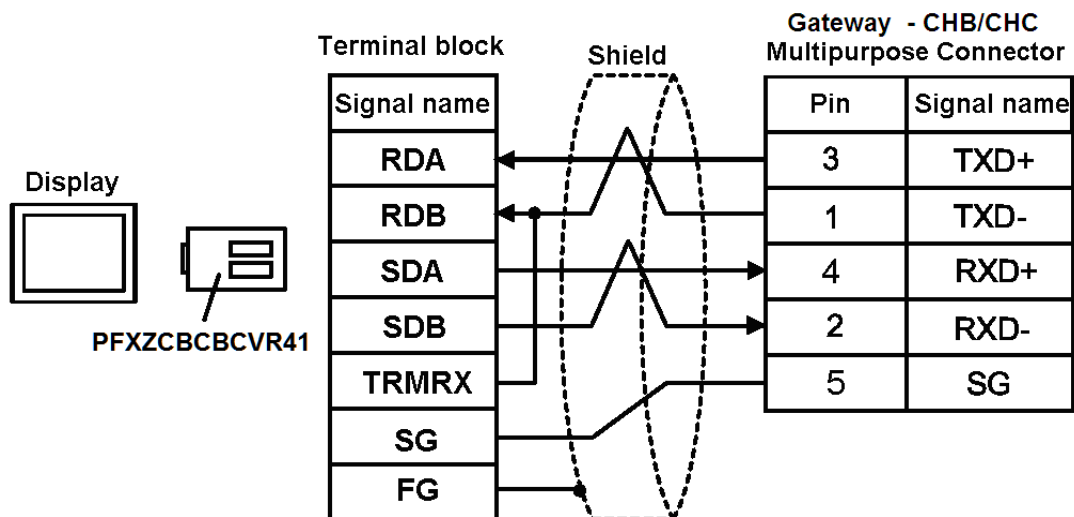 Gateway - CHB/CHC
Multipurpose Connector
Terminal block
Shield
Signal name
Pin Signal name
RDA
3 TXD+
Display
RDB
1 TXD-
SDA
4 RXD+
SDB
2 RXD-
PFXZCBCBCVR41
TRMRX
5 SG
SG
FG